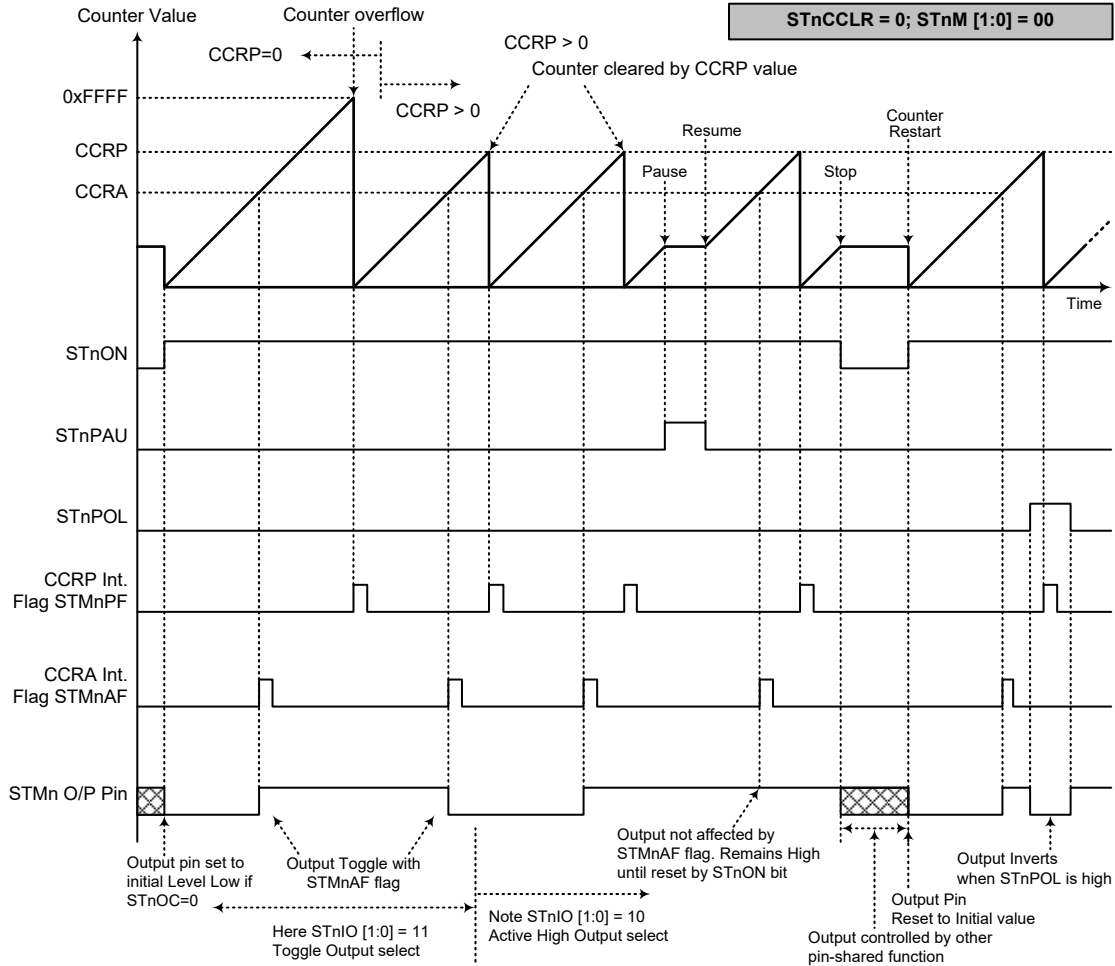 Counter Value
Counter overflow
STnCCLR = 0; STnM [1:0] = 00
CCRP=0
CCRP > 0
CCRP > 0
Counter cleared by CCRP value
0xFFFF
CCRP
CCRA
Pause
Resume
Stop
Counter
Restart
Time
STnON
STnPAU
STnPOL
CCRP Int.
Flag STMnPF
CCRA Int.
Flag STMnAF
STMn O/P Pin
Output pin set to
initial Level Low if
STnOC=0
Output Toggle with
STMnAF flag
Here STnIO [1:0] = 11
Toggle Output select
Note STnIO [1:0] = 10
Active High Output select
Output not affected by
STMnAF flag. Remains High
until reset by STnON bit
Output controlled by other
pin-shared function
Output Pin
Reset to Initial value
Output Inverts
when STnPOL is high